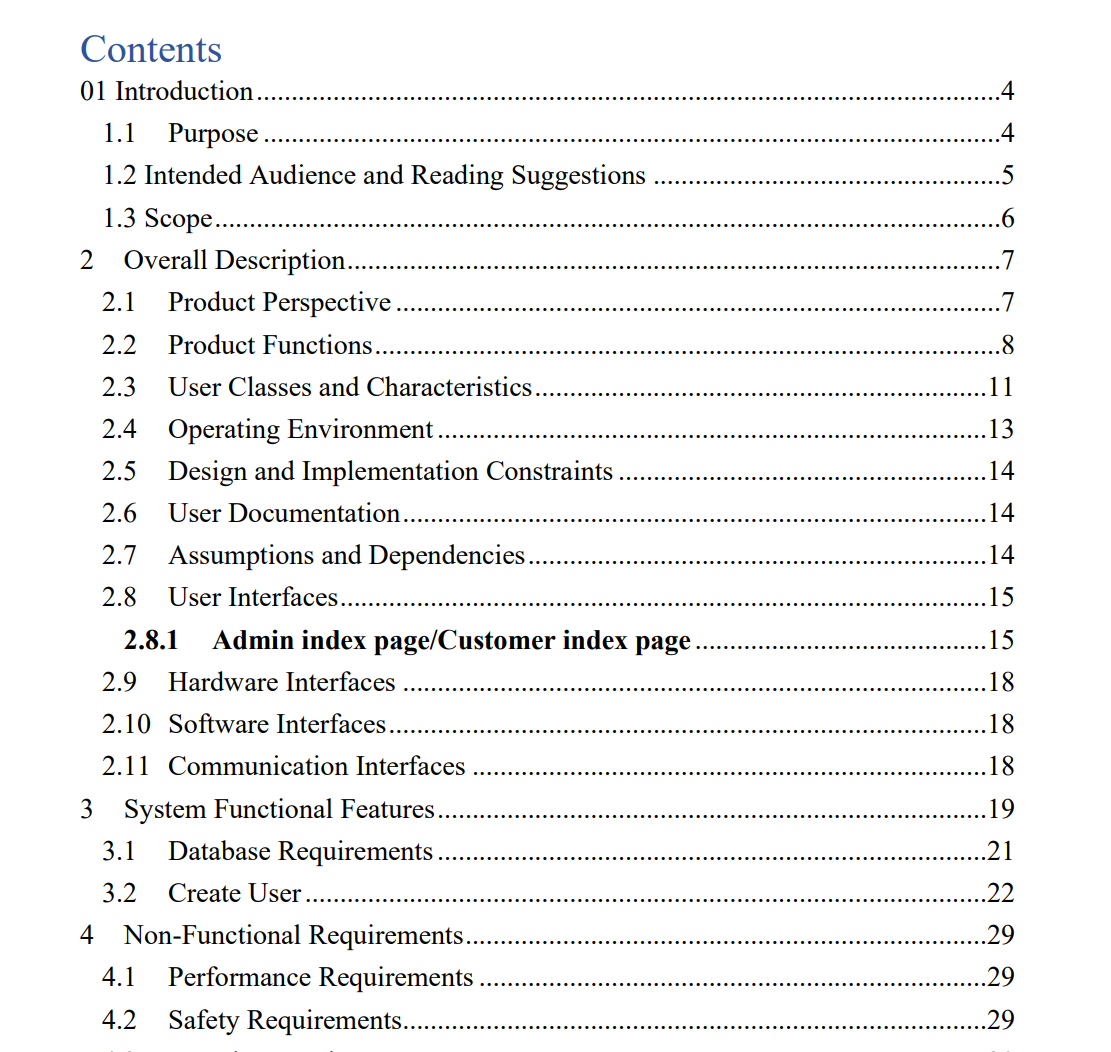 Contents
01 Introduction.....4
1.1 Purpose.....4
1.2 Intended Audience and Reading Suggestions.....5
1.3 Scope.....6
2 Overall Description.....7
2.1 Product Perspective.....7
2.2 Product Functions.....8
2.3 User Classes and Characteristics.....11
2.4 Operating Environment.....13
2.5 Design and Implementation Constraints.....14
2.6 User Documentation.....14
2.7 Assumptions and Dependencies.....14
2.8 User Interfaces.....15
2.8.1 Admin index page/Customer index page.....15
2.9 Hardware Interfaces.....18
2.10 Software Interfaces.....18
2.11 Communication Interfaces.....18
3 System Functional Features.....19
3.1 Database Requirements.....21
3.2 Create User.....22
4 Non-Functional Requirements.....29
4.1 Performance Requirements.....29
4.2 Safety Requirements.....29